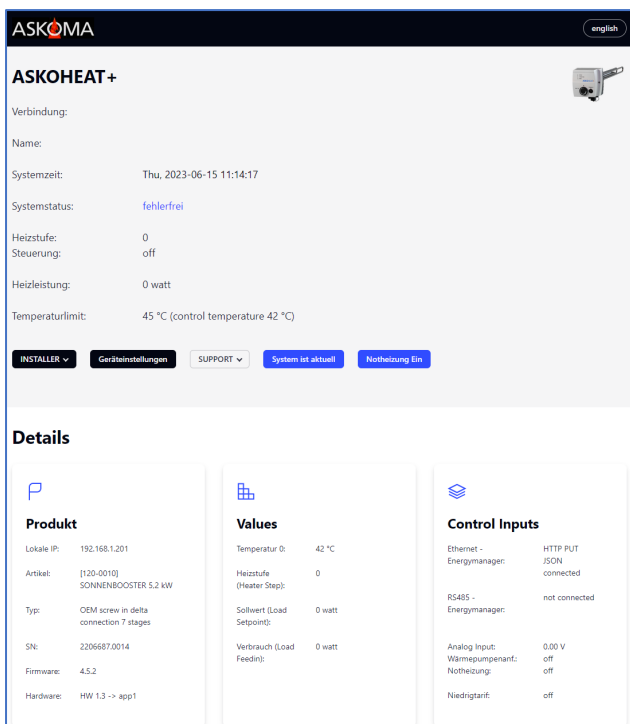 ASKOMA
english
ASKOHEAT+
Verbindung:
Name:
Systemzeit: Thu, 2023-06-15 11:14:17
Systemstatus: fehlerfrei
Heizstufe: 0
Steuerung: off
Heizleistung: 0 watt
Temperaturlimit: 45 °C (control temperature 42 °C)
INSTALLER Geräteinstellungen SUPPORT System ist aktuell Notheizung Ein
Details
Produkt
Lokale IP: 192.168.1.201
Artikel: [120-0010]
SONNENBOOSTER 5,2 kW
Typ: OEM screw in delta
connection 7 stages
SN: 2206687.0014
Firmware: 4.5.2
Hardware: HW 1.3 -> app1
Values
Temperatur 0: 42 °C
Heizstufe 0
(Heater Step):
Sollwert (Load 0 watt
Setpoint):
Verbrauch (Load 0 watt
Feedin):
Control Inputs
Ethernet - HTTP PUT
Energymanager: JSON
connected
RS485 - not connected
Energymanager:
Analog Input: 0.00 V
Wärmepumpenanf.: off
Notheizung: off
Niedrigtarif: off